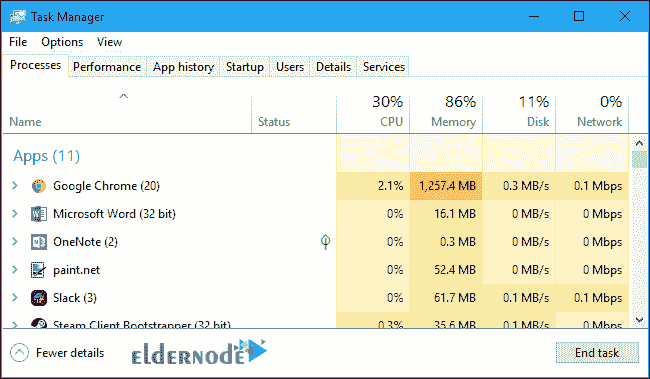 Task Manager
File Options View
Processes Performance App history Startup Users Details Services
30% 86% 11% 0%
Name Status CPU Memory Disk Network
Apps (11)
Google Chrome (20) 2.1% 1,257.4 MB 0.3 MB/s 0.1 Mbps
Microsoft Word (32 bit) 0% 16.1 MB 0 MB/s 0 Mbps
OneNote (2) 0% 0.3 MB 0 MB/s 0 Mbps
paint.net 0% 52.4 MB 0 MB/s 0 Mbps
Slack (3) 0% 61.7 MB 0.1 MB/s 0.1 Mbps
Steam Client Bootstrapper (32 bit) 0.3% 35.6 MB 0.1 MB/s 0 Mbps
Fewer details eldernode End task